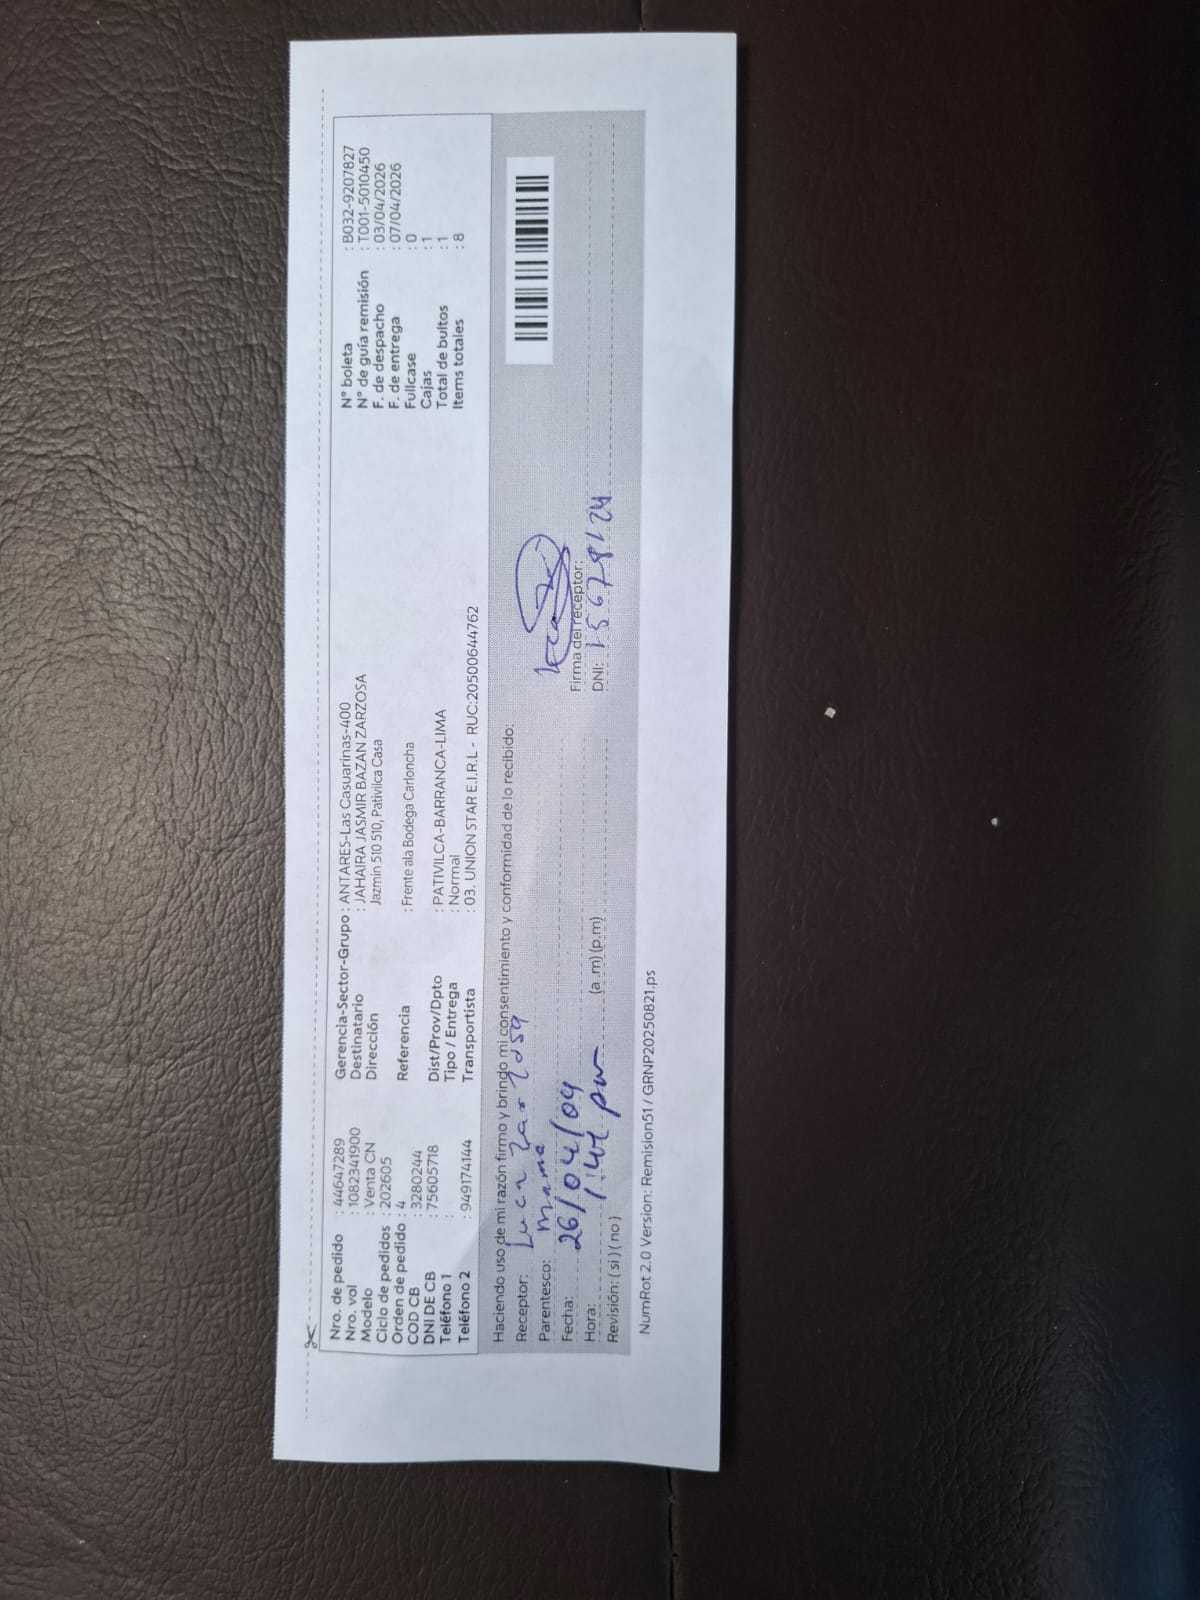 Nro. de pedido : 44647289
Nro. vol : 1082341900
Modelo : Venta CN
Ciclo de pedidos : 202605
Orden de pedido : 4
COD CB : 3280244
DNI DE CB : 75605718
Teléfono 1 :
Teléfono 2 : 949174144
Gerencia-Sector-Grupo : ANTARES-Las Casuarinas-400
Destinatario : JAHAIRA JASMIR BAZAN ZARZOSA
Dirección Jazmin 510 510, Pativilca Casa
Referencia : Frente ala Bodega Carloncha
Dist/Prov/Dpto : PATIVILCA-BARRANCA-LIMA
Tipo / Entrega : Normal
Transportista : 03. UNION STAR E.I.R.L - RUC:20500644762
N° boleta : B032-9207827
N° de guía remisión : T001-5010450
F. de despacho : 03/04/2026
F. de entrega : 07/04/2026
Fullcase : 0
Cajas : 1
Total de bultos : 1
Items totales : 8
Haciendo uso de mi razón firmo y brindo mi consentimiento y conformidad de lo recibido:
Receptor: Zarzosa
Parentesco: mama
Fecha: 26/04/09
Hora: pm (a .m) (p.m)
Revisión: ( si ) ( no )
Firma del receptor:
DNI: 15678124
NumRot 2.0 Version: Remision51 / GRNP20250821.ps